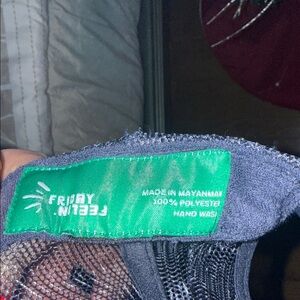 FRIDAY
FEELIN'.
MADE IN MAYANMAR
100% POLYESTER
HAND WASH